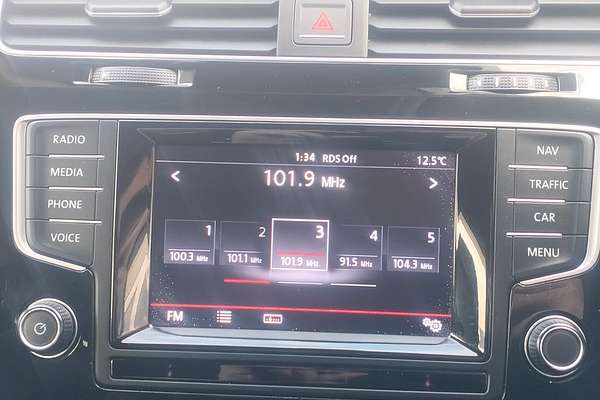 RADIO
MEDIA
PHONE
VOICE
1:34 RDS Off 12.5°C
< 101.9 MHz >
1 2 3 4 5
100.3 MHz 101.1 MHz 101.9 MHz 91.5 MHz 104.3 MHz
FM
NAV
TRAFFIC
CAR
MENU